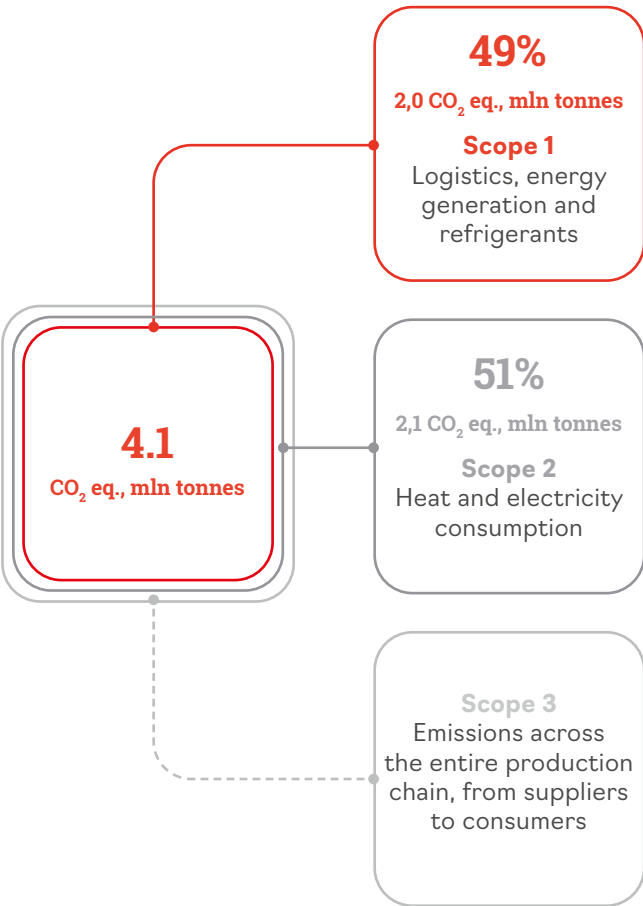 49%
2,0 CO₂ eq., mln tonnes
Scope 1
Logistics, energy
generation and
refrigerants
4.1
CO₂ eq., mln tonnes
51%
2,1 CO₂ eq., mln tonnes
Scope 2
Heat and electricity
consumption
Scope 3
Emissions across
the entire production
chain, from suppliers
to consumers